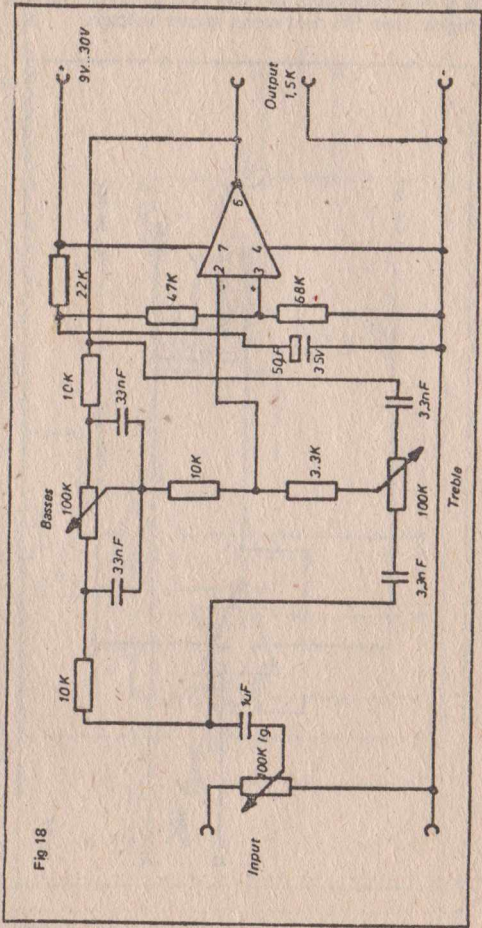 Fig 18
Basses
100K
10K
33nF
33nF
10K
22K
9V...30V
+
47K
10K
2
-
7
6
3
+
4
Output
1,5K
68K
50µF
35V
3.3K
1uF
100K lg.
Input
3,3nF
100K
3,3nF
Treble
-